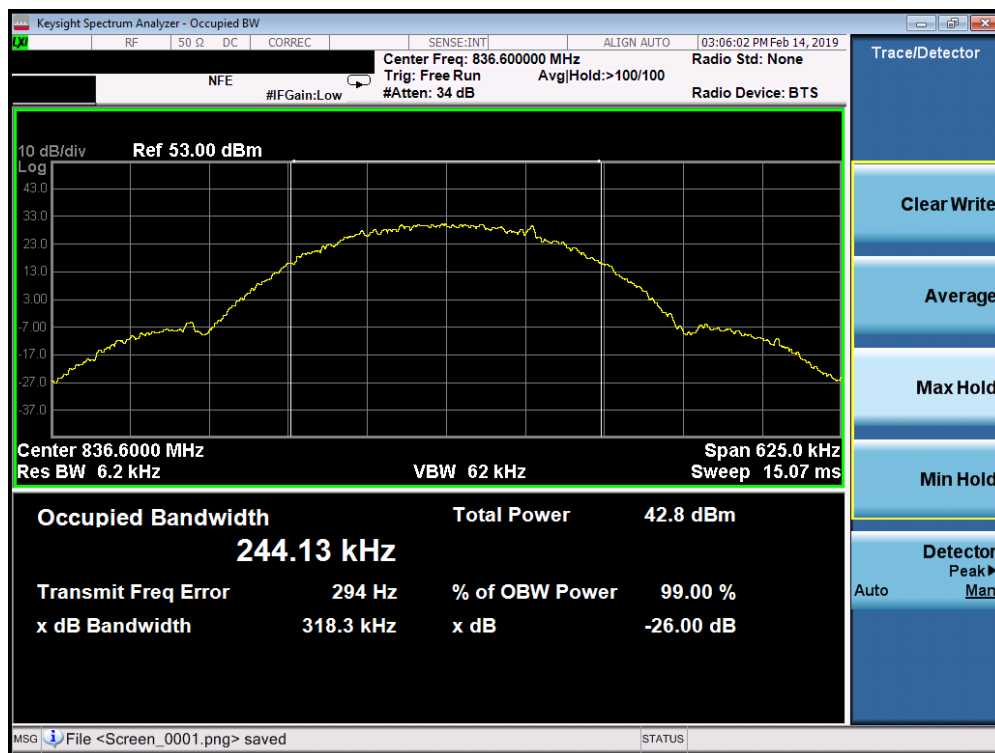 Keysight Spectrum Analyzer - Occupied BW
LXI RF 50 Ω DC CORREC SENSE:INT ALIGN AUTO 03:06:02 PM Feb 14, 2019
Center Freq: 836.600000 MHz Radio Std: None
NFE Trig: Free Run Avg|Hold:>100/100
#IFGain:Low #Atten: 34 dB Radio Device: BTS
Trace/Detector
10 dB/div Ref 53.00 dBm
Log
43.0
33.0
23.0
13.0
3.00
-7.00
-17.0
-27.0
-37.0
Center 836.6000 MHz Span 625.0 kHz
Res BW 6.2 kHz VBW 62 kHz Sweep 15.07 ms
Occupied Bandwidth Total Power 42.8 dBm
244.13 kHz
Transmit Freq Error 294 Hz % of OBW Power 99.00 %
x dB Bandwidth 318.3 kHz x dB -26.00 dB
Clear Write
Average
Max Hold
Min Hold
Detector
Peak▶
Auto Man
MSG File <Screen_0001.png> saved STATUS